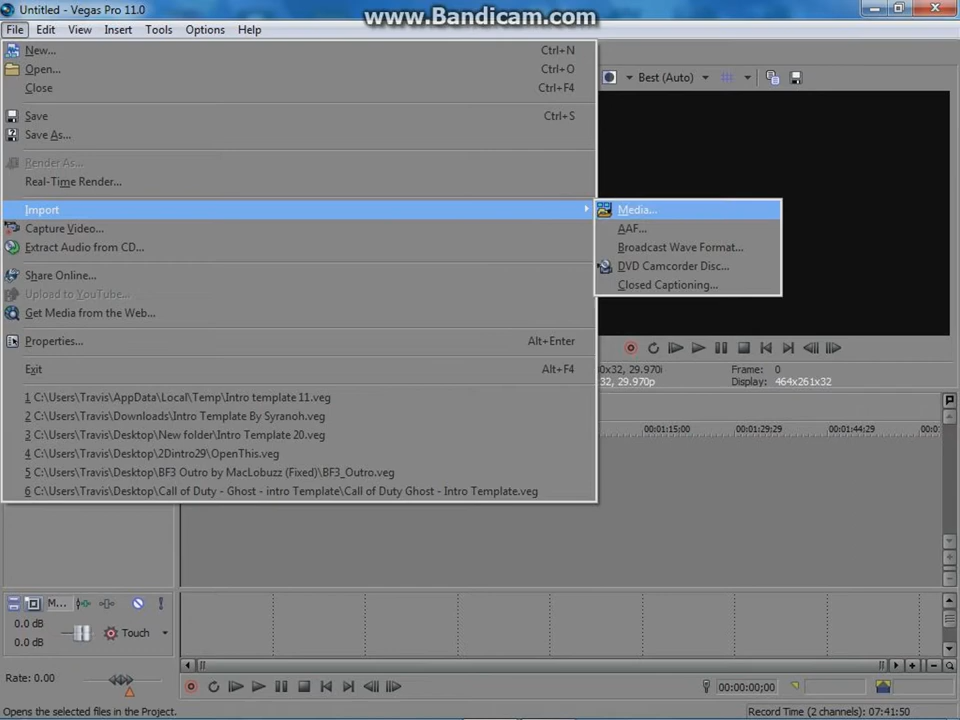 Untitled - Vegas Pro 11.0
www.Bandicam.com
File Edit View Insert Tools Options Help
New... Ctrl+N
Open... Ctrl+O
Close Ctrl+F4
Save Ctrl+S
Save As...
Render As...
Real-Time Render...
Import
Capture Video...
Extract Audio from CD...
Share Online...
Upload to YouTube...
Get Media from the Web...
Properties... Alt+Enter
Exit Alt+F4
1 C:\Users\Travis\AppData\Local\Temp\Intro template 11.veg
2 C:\Users\Travis\Downloads\Intro Template By Syranoh.veg
3 C:\Users\Travis\Desktop\New folder\Intro Template 20.veg
4 C:\Users\Travis\Desktop\2Dintro29\OpenThis.veg
5 C:\Users\Travis\Desktop\BF3 Outro by MacLobuzz (Fixed)\BF3_Outro.veg
6 C:\Users\Travis\Desktop\Call of Duty - Ghost - intro Template\Call of Duty Ghost - Intro Template.veg
Media...
AAF...
Broadcast Wave Format...
DVD Camcorder Disc...
Closed Captioning...
Best (Auto)
0x32, 29.970i
32, 29.970p
Frame: 0
Display: 464x261x32
00:01:15:00 00:01:29:29 00:01:44:29 00:0
M...
0.0 dB
0.0 dB
Touch
Rate: 0.00
00:00:00;00
Opens the selected files in the Project.
Record Time (2 channels): 07:41:50